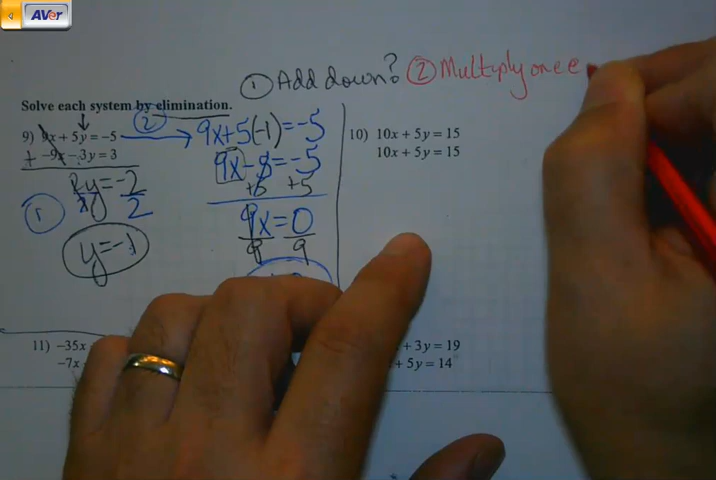 AVer
① Add down? ② Multiply one e
Solve each system by elimination.
②
9) 9x + 5y = -5
+ -9x - 3y = 3
① 2y = -2
2 2
y = -1
9x+5(-1)=-5
9x-5=-5
+5 +5
9x=0
9 9
10) 10x + 5y = 15
10x + 5y = 15
11) -35x
-7x
+ 3y = 19
+ 5y = 14